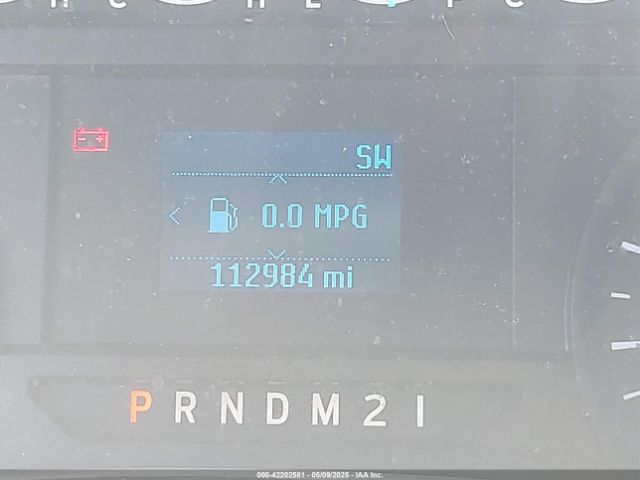 H C H E F C
SW
0.0 MPG
112984 mi
P R N D M 2 1
000-42202581 - 05/09/2025 - IAA Inc.